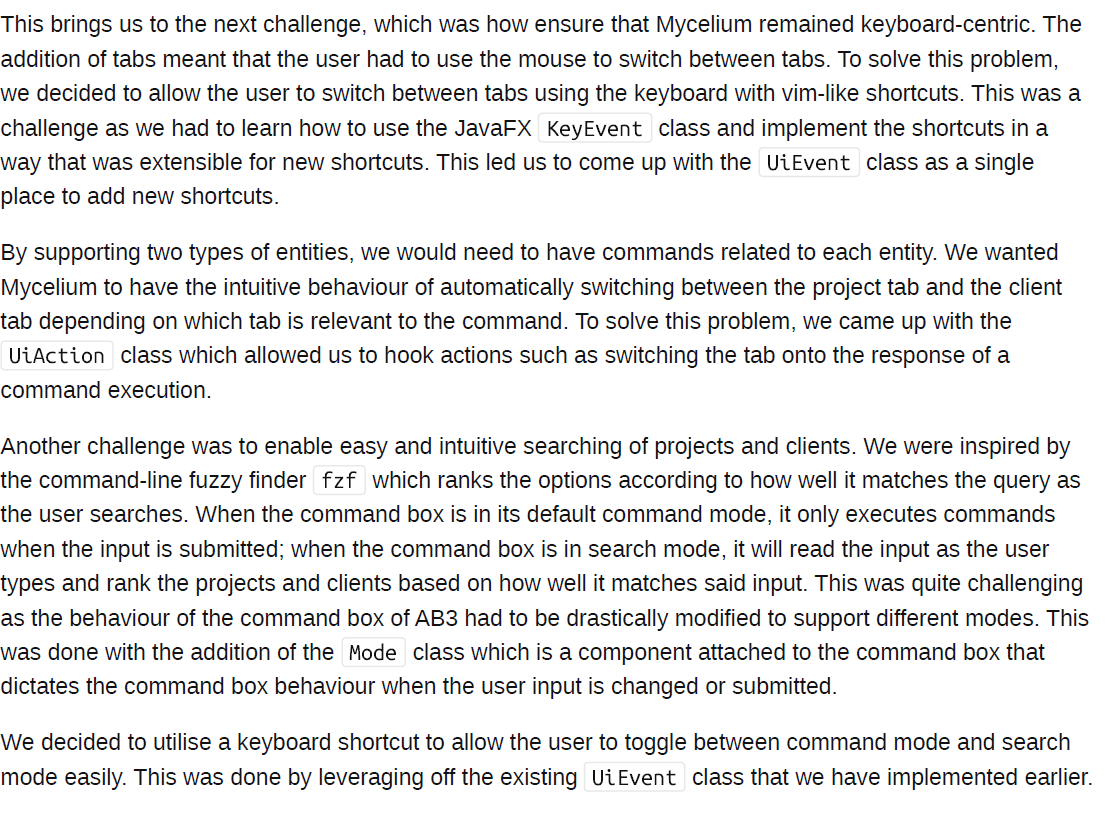 This brings us to the next challenge, which was how ensure that Mycelium remained keyboard-centric. The
addition of tabs meant that the user had to use the mouse to switch between tabs. To solve this problem,
we decided to allow the user to switch between tabs using the keyboard with vim-like shortcuts. This was a
challenge as we had to learn how to use the JavaFX KeyEvent class and implement the shortcuts in a
way that was extensible for new shortcuts. This led us to come up with the UiEvent class as a single
place to add new shortcuts.
By supporting two types of entities, we would need to have commands related to each entity. We wanted
Mycelium to have the intuitive behaviour of automatically switching between the project tab and the client
tab depending on which tab is relevant to the command. To solve this problem, we came up with the
UiAction class which allowed us to hook actions such as switching the tab onto the response of a
command execution.
Another challenge was to enable easy and intuitive searching of projects and clients. We were inspired by
the command-line fuzzy finder fzf which ranks the options according to how well it matches the query as
the user searches. When the command box is in its default command mode, it only executes commands
when the input is submitted; when the command box is in search mode, it will read the input as the user
types and rank the projects and clients based on how well it matches said input. This was quite challenging
as the behaviour of the command box of AB3 had to be drastically modified to support different modes. This
was done with the addition of the Mode class which is a component attached to the command box that
dictates the command box behaviour when the user input is changed or submitted.
We decided to utilise a keyboard shortcut to allow the user to toggle between command mode and search
mode easily. This was done by leveraging off the existing UiEvent class that we have implemented earlier.